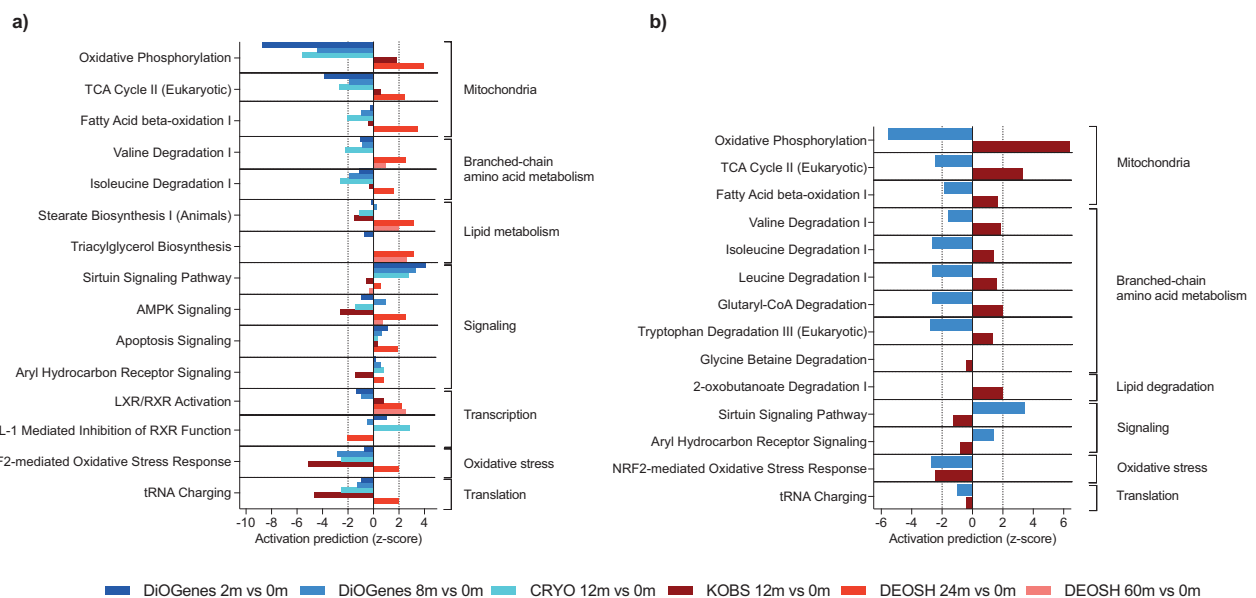 a)
Oxidative Phosphorylation
TCA Cycle II (Eukaryotic)
Fatty Acid beta-oxidation I
Mitochondria
Valine Degradation I
Isoleucine Degradation I
Branched-chain
amino acid metabolism
Stearate Biosynthesis I (Animals)
Triacylglycerol Biosynthesis
Lipid metabolism
Sirtuin Signaling Pathway
AMPK Signaling
Apoptosis Signaling
Aryl Hydrocarbon Receptor Signaling
Signaling
LXR/RXR Activation
L-1 Mediated Inhibition of RXR Function
Transcription
F2-mediated Oxidative Stress Response
Oxidative stress
tRNA Charging
Translation
-10 -8 -6 -4 -2 0 2 4
Activation prediction (z-score)
b)
Oxidative Phosphorylation
TCA Cycle II (Eukaryotic)
Fatty Acid beta-oxidation I
Mitochondria
Valine Degradation I
Isoleucine Degradation I
Leucine Degradation I
Glutaryl-CoA Degradation
Tryptophan Degradation III (Eukaryotic)
Glycine Betaine Degradation
Branched-chain
amino acid metabolism
2-oxobutanoate Degradation I
Lipid degradation
Sirtuin Signaling Pathway
Aryl Hydrocarbon Receptor Signaling
Signaling
NRF2-mediated Oxidative Stress Response
Oxidative stress
tRNA Charging
Translation
-6 -4 -2 0 2 4 6
Activation prediction (z-score)
DiOGenes 2m vs 0m DiOGenes 8m vs 0m CRYO 12m vs 0m KOBS 12m vs 0m DEOSH 24m vs 0m DEOSH 60m vs 0m